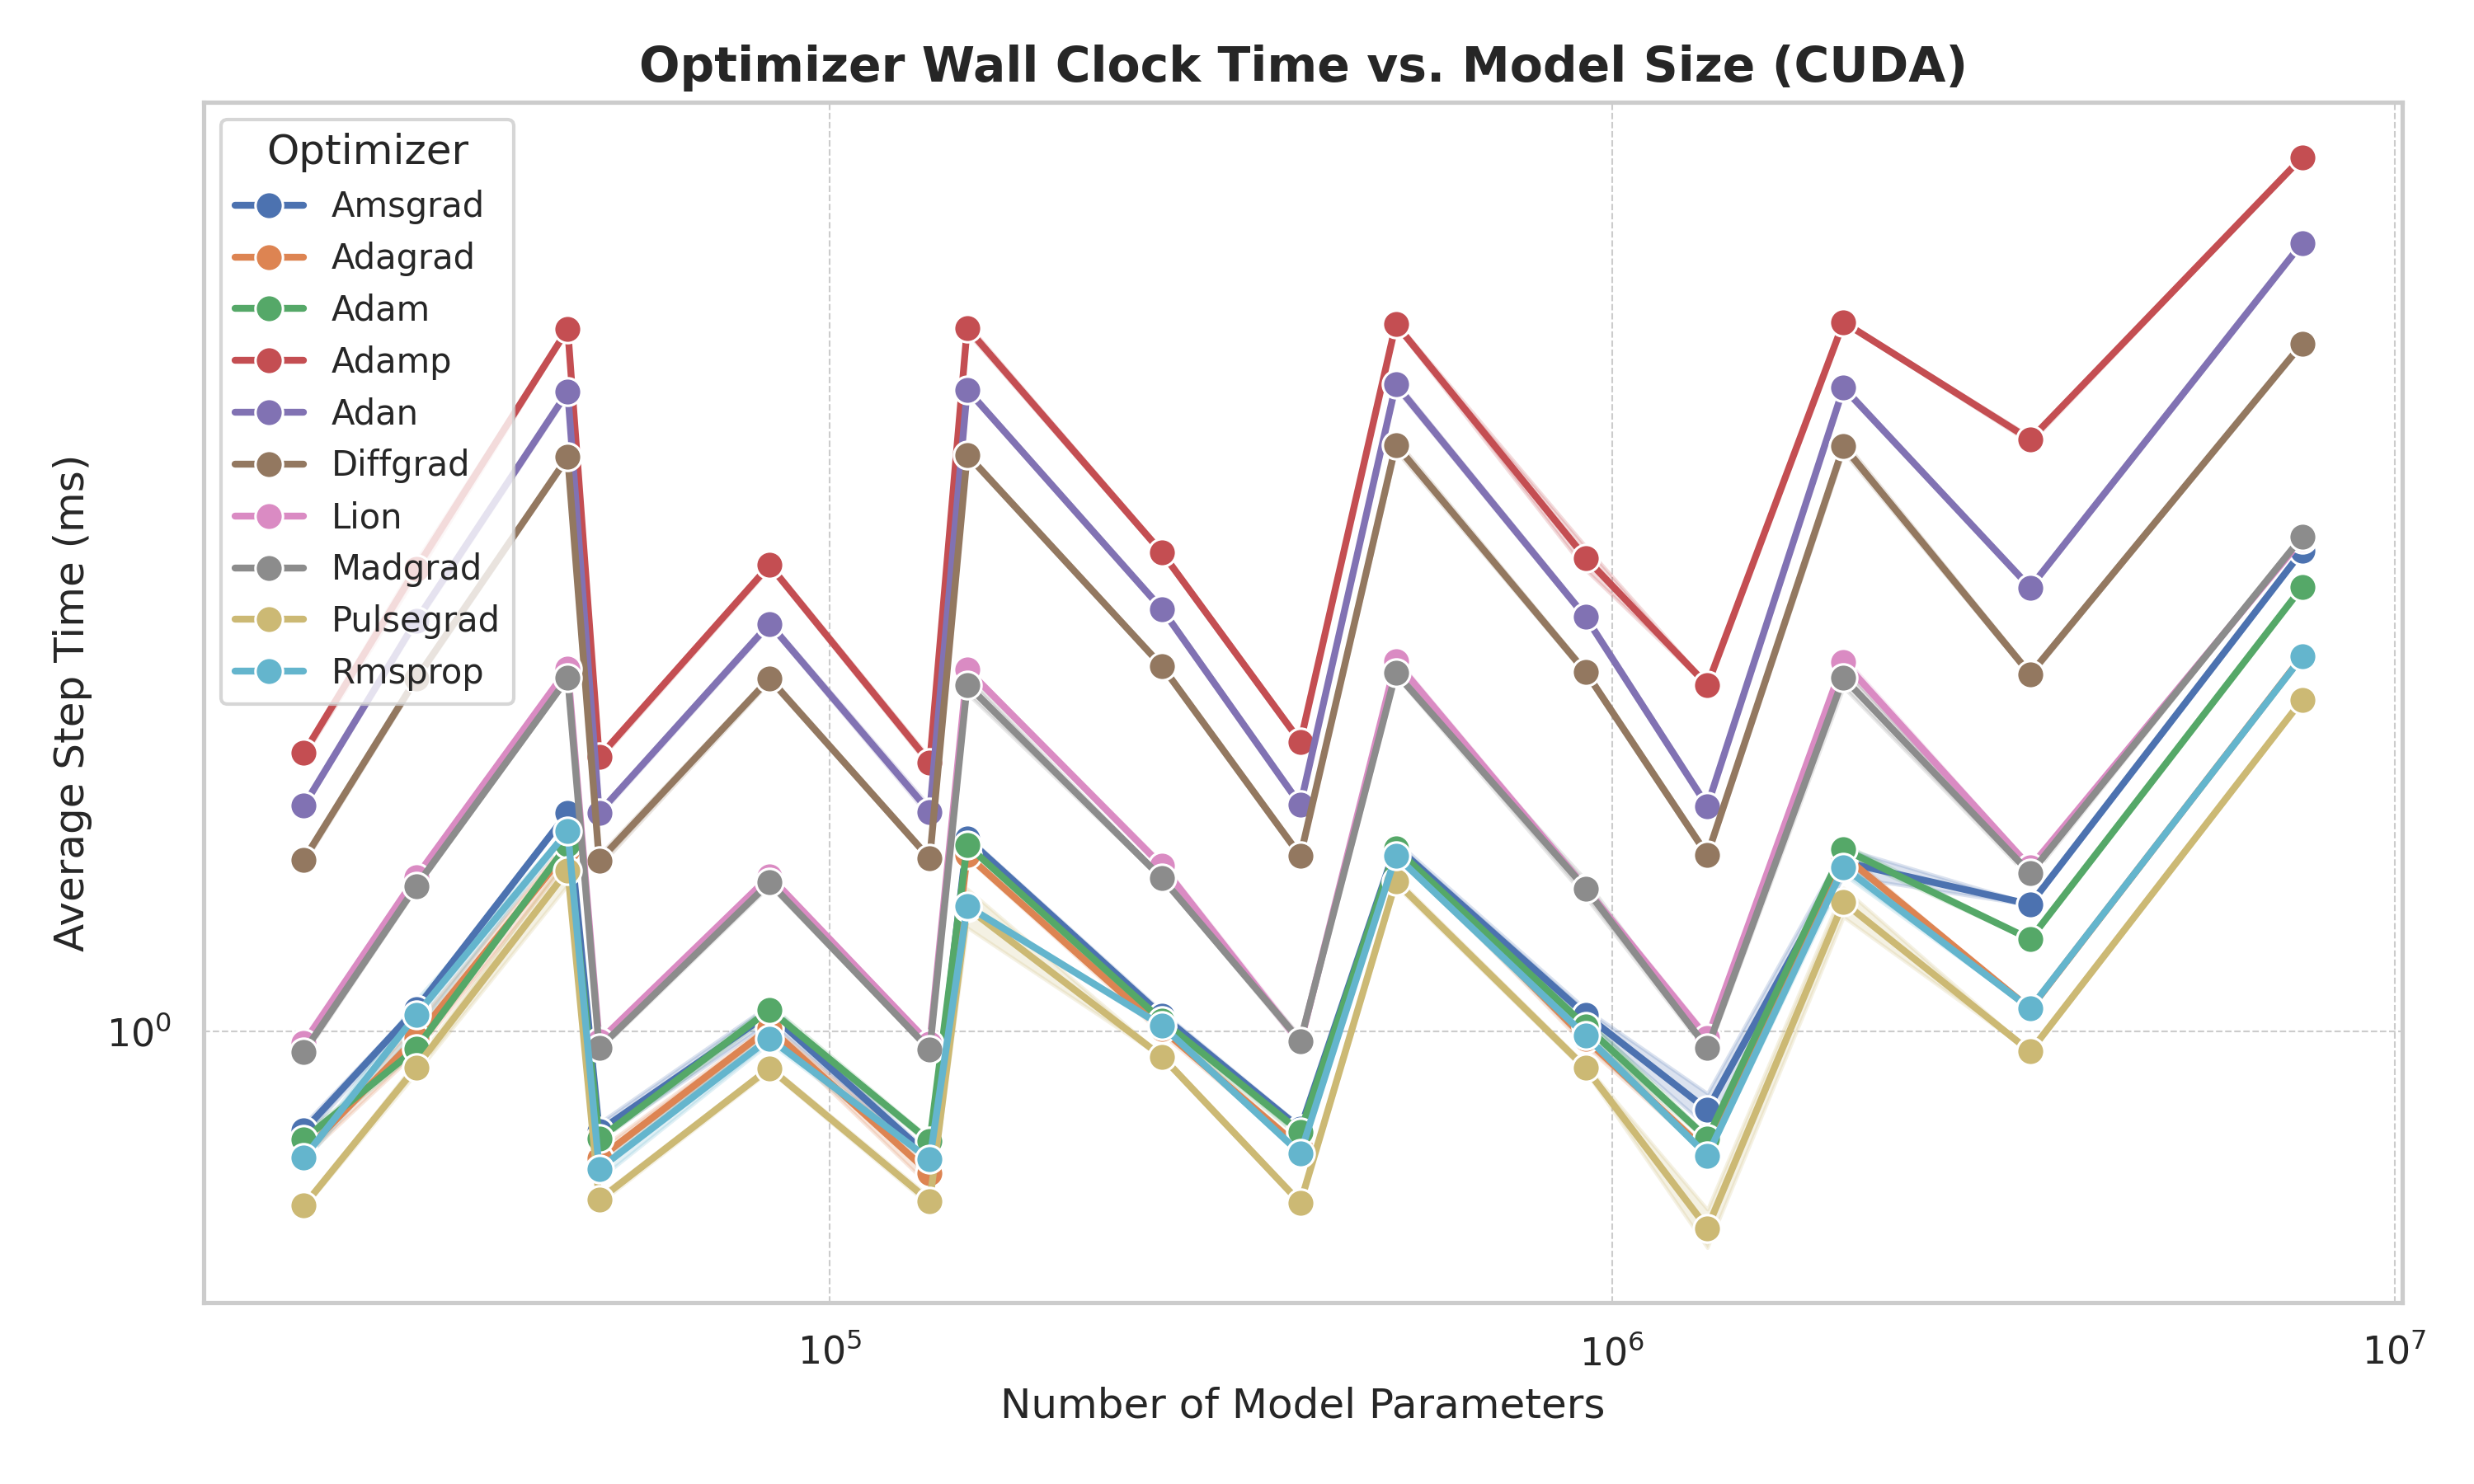 Optimizer Wall Clock Time vs. Model Size (CUDA)
Optimizer
Amsgrad
Adagrad
Adam
Adamp
Adan
Diffgrad
Lion
Madgrad
Pulsegrad
Rmsprop
Average Step Time (ms)
10⁰
10⁵
10⁶
10⁷
Number of Model Parameters